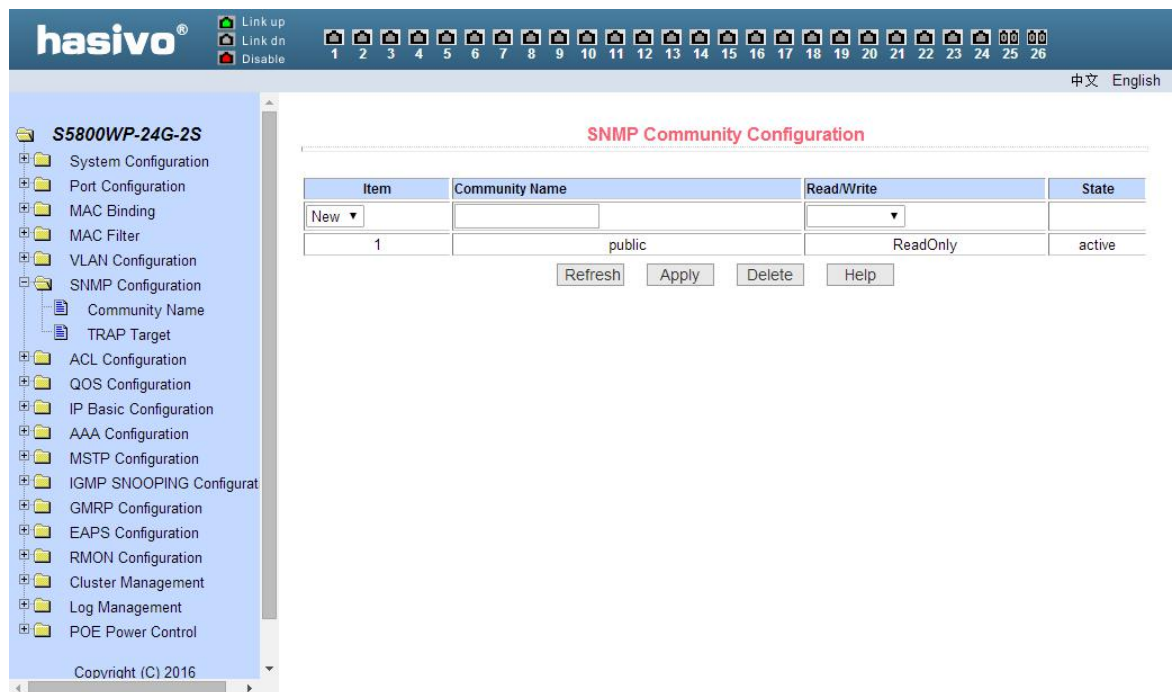 hasivo®
Link up
Link dn
Disable
1 2 3 4 5 6 7 8 9 10 11 12 13 14 15 16 17 18 19 20 21 22 23 24 25 26
中文 English
S5800WP-24G-2S
System Configuration
Port Configuration
MAC Binding
MAC Filter
VLAN Configuration
SNMP Configuration
Community Name
TRAP Target
ACL Configuration
QOS Configuration
IP Basic Configuration
AAA Configuration
MSTP Configuration
IGMP SNOOPING Configurat
GMRP Configuration
EAPS Configuration
RMON Configuration
Cluster Management
Log Management
POE Power Control
Copyright (C) 2016
SNMP Community Configuration
Item Community Name Read/Write State
New
1 public ReadOnly active
Refresh Apply Delete Help